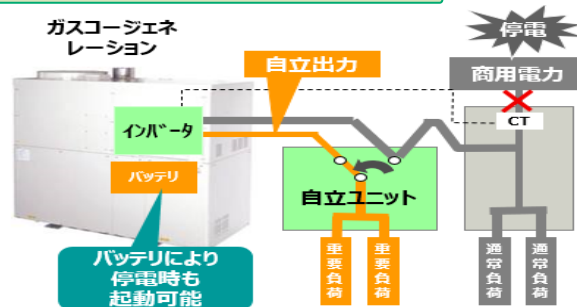 ガスコージェネ
レーション
停電
自立出力
商用電力
CT
インバータ
バッテリ
自立ユニット
バッテリにより
停電時も
起動可能
重要負荷
重要負荷
通常負荷
通常負荷